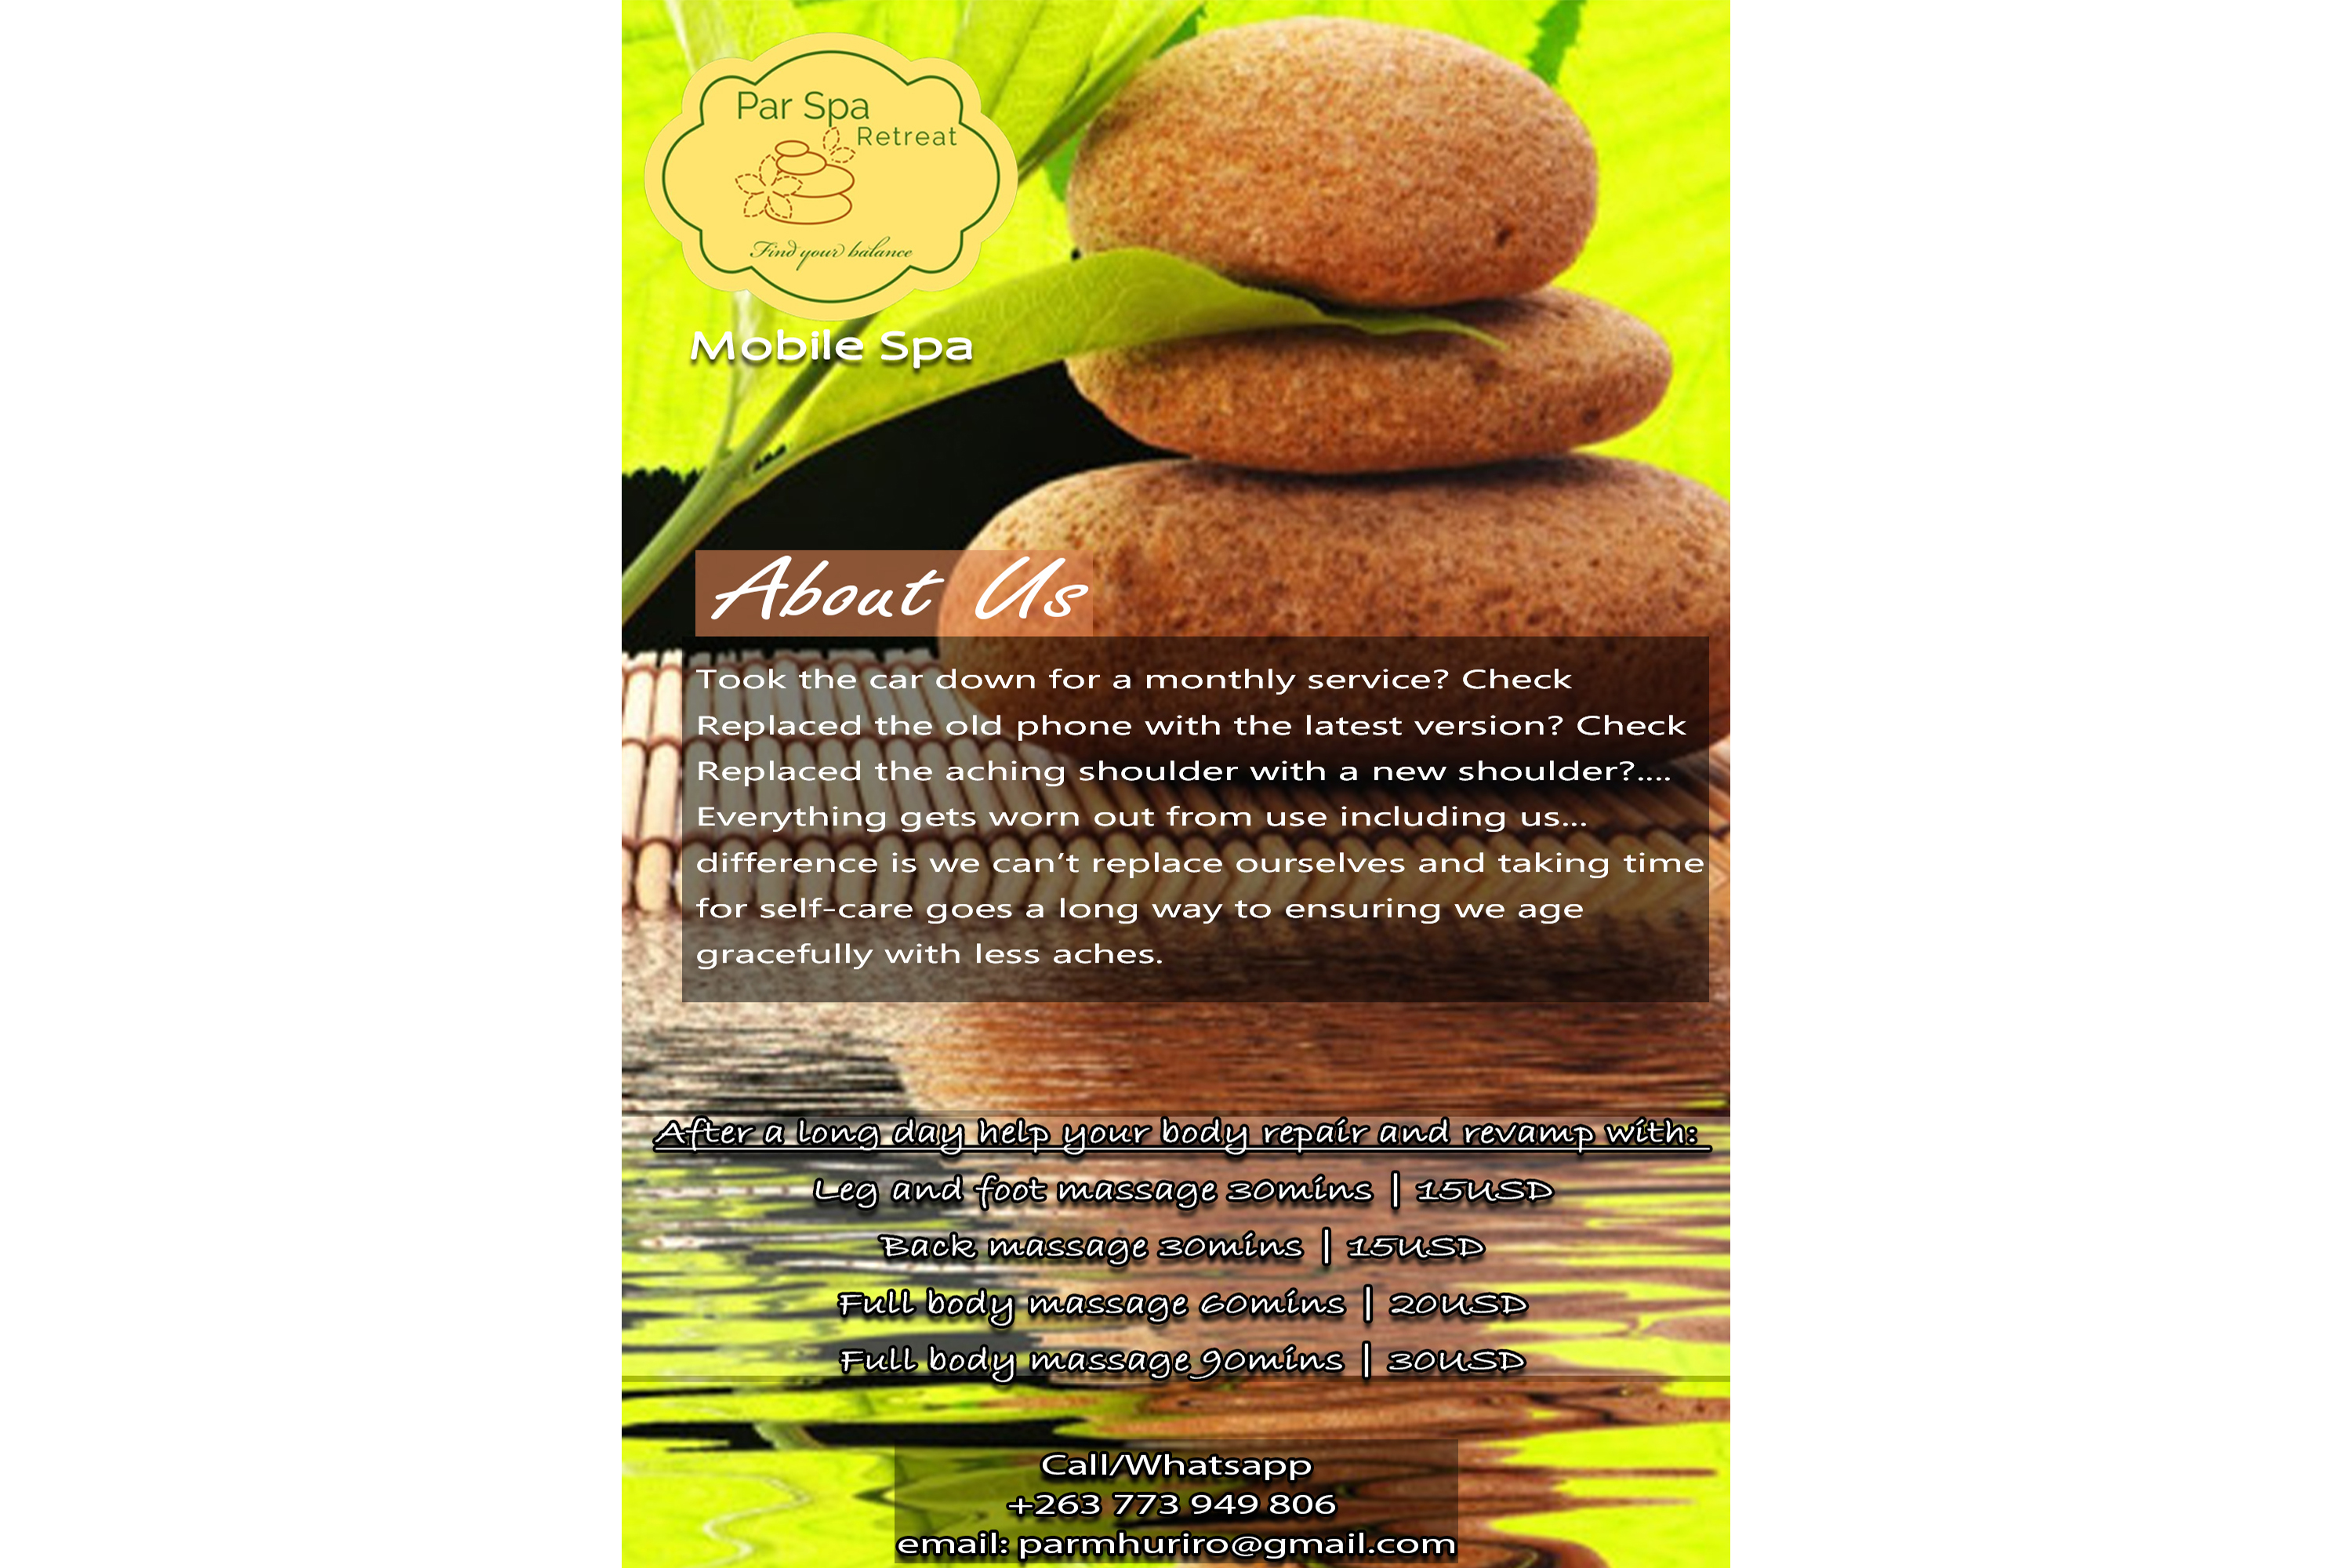 Par Spa
Retreat
Find your balance
Mobile Spa
About Us
Took the car down for a monthly service? Check
Replaced the old phone with the latest version? Check
Replaced the aching shoulder with a new shoulder?....
Everything gets worn out from use including us...
difference is we can’t replace ourselves and taking time
for self-care goes a long way to ensuring we age
gracefully with less aches.
After a long day help your body repair and revamp with:
Leg and foot massage 30mins | 15USD
Back massage 30mins | 15USD
Full body massage 60mins | 20USD
Full body massage 90mins | 30USD
Call/Whatsapp
+263 773 949 806
email: parmhuriro@gmail.com